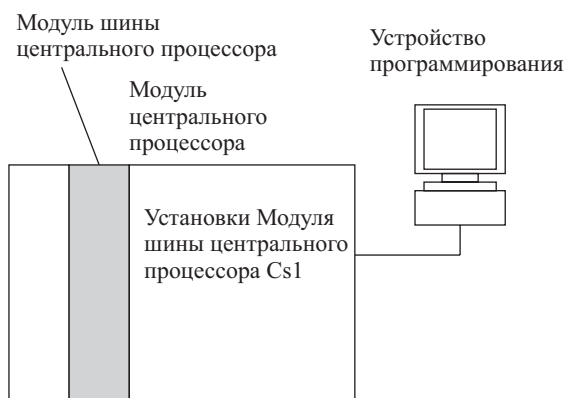 Модуль шины
центрального процессора
Устройство
программирования
Модуль
центрального
процессора
Установки Модуля
шины центрального
процессора Cs1